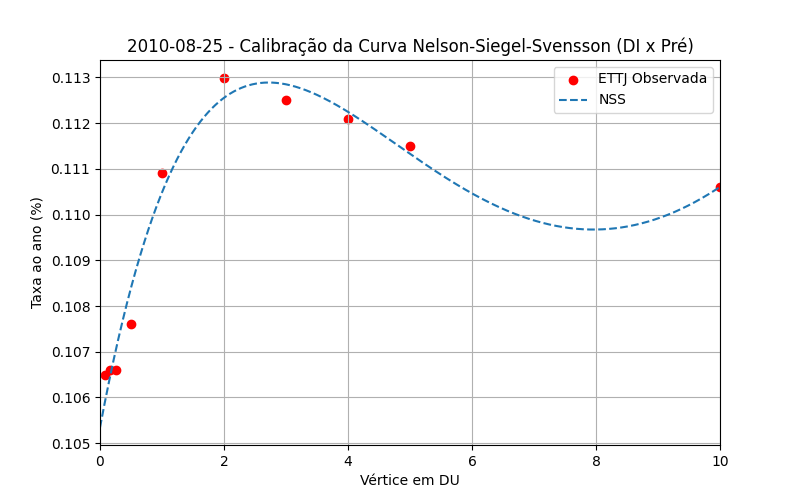 2010-08-25 - Calibração da Curva Nelson-Siegel-Svensson (DI x Pré)
ETTJ Observada
NSS
Taxa ao ano (%)
0.113
0.112
0.111
0.110
0.109
0.108
0.107
0.106
0.105
0 2 4 6 8 10
Vértice em DU